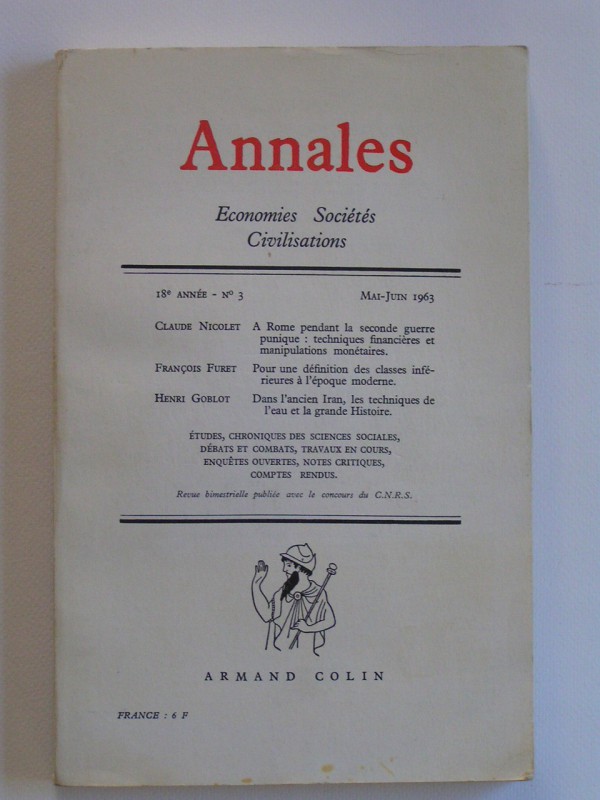 Annales
Economies Sociétés
Civilisations
18e ANNÉE - No 3 MAI-JUIN 1963
CLAUDE NICOLET A Rome pendant la seconde guerre
punique : techniques financières et
manipulations monétaires.
FRANÇOIS FURET Pour une définition des classes infé-
rieures à l'époque moderne.
HENRI GOBLOT Dans l'ancien Iran, les techniques de
l'eau et la grande Histoire.
ÉTUDES, CHRONIQUES DES SCIENCES SOCIALES,
DÉBATS ET COMBATS, TRAVAUX EN COURS,
ENQUÊTES OUVERTES, NOTES CRITIQUES,
COMPTES RENDUS.
Revue bimestrielle publiée avec le concours du C.N.R.S.
ARMAND COLIN
FRANCE : 6 F